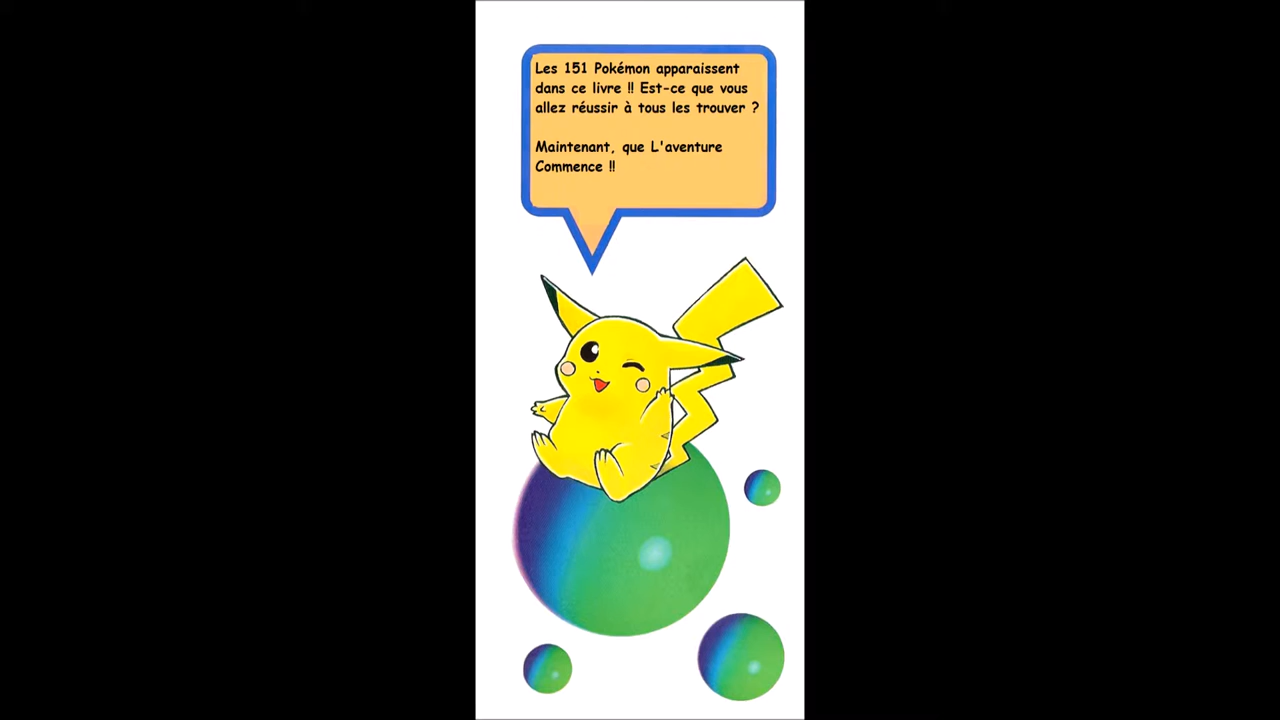 Les 151 Pokémon apparaissent
dans ce livre !! Est-ce que vous
allez réussir à tous les trouver ?
Maintenant, que L'aventure
Commence !!